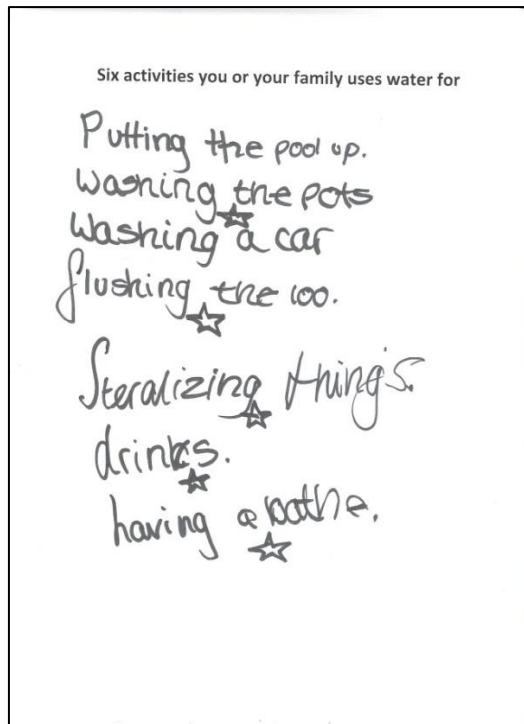 Six activities you or your family uses water for
Putting the pool up.
Washing the pots
Washing a car
flushing the loo.
Steralizing things.
drinks.
having a bathe.